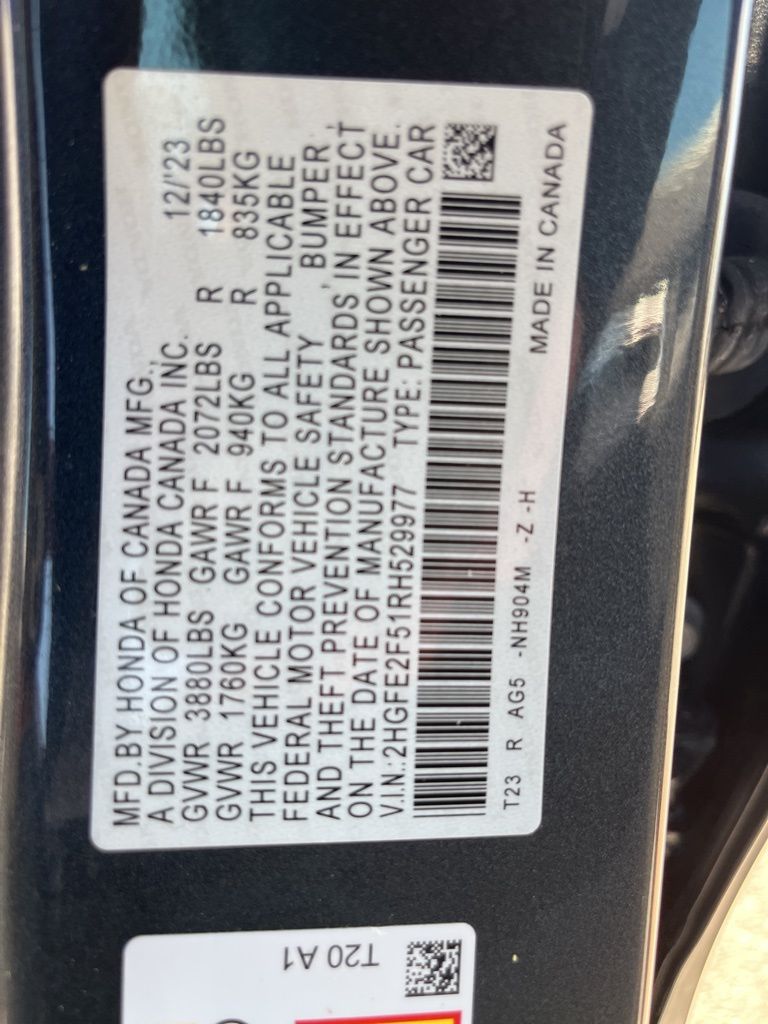 MFD.BY HONDA OF CANADA MFG.,
A DIVISION OF HONDA CANADA INC. 12/'23
GVWR 3880LBS GAWR F 2072LBS R 1840LBS
GVWR 1760KG GAWR F 940KG R 835KG
THIS VEHICLE CONFORMS TO ALL APPLICABLE
FEDERAL MOTOR VEHICLE SAFETY , BUMPER ,
AND THEFT PREVENTION STANDARDS IN EFFECT
ON THE DATE OF MANUFACTURE SHOWN ABOVE.
V.I.N.:2HGFE2F51RH529977 TYPE: PASSENGER CAR
T23 R AG5 -NH904M -Z -H MADE IN CANADA
T20 A1